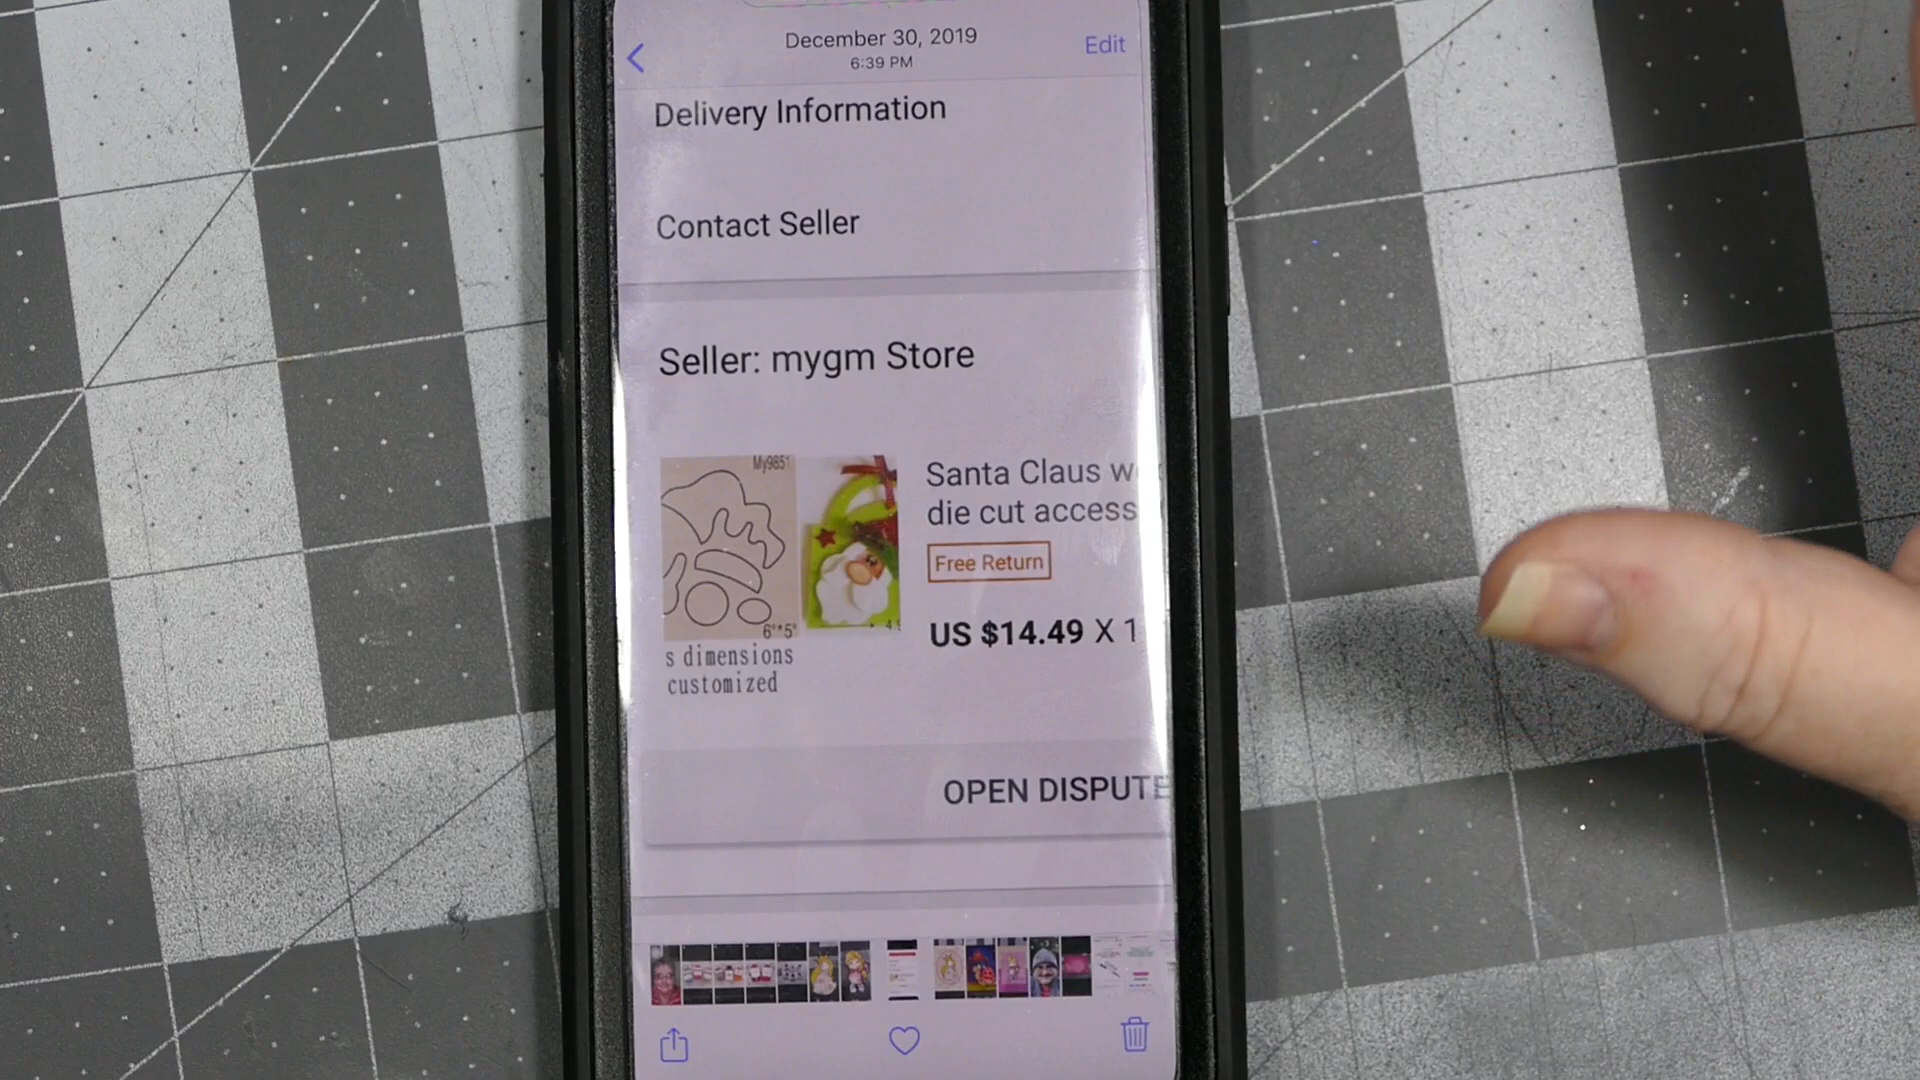 December 30, 2019
Edit
6:39 PM
Delivery Information
Contact Seller
Seller: mygm Store
My9851
6"*5"
s dimensions
customized
Santa Claus
die cut access
Free Return
US $14.49 X 1
OPEN DISPUTE